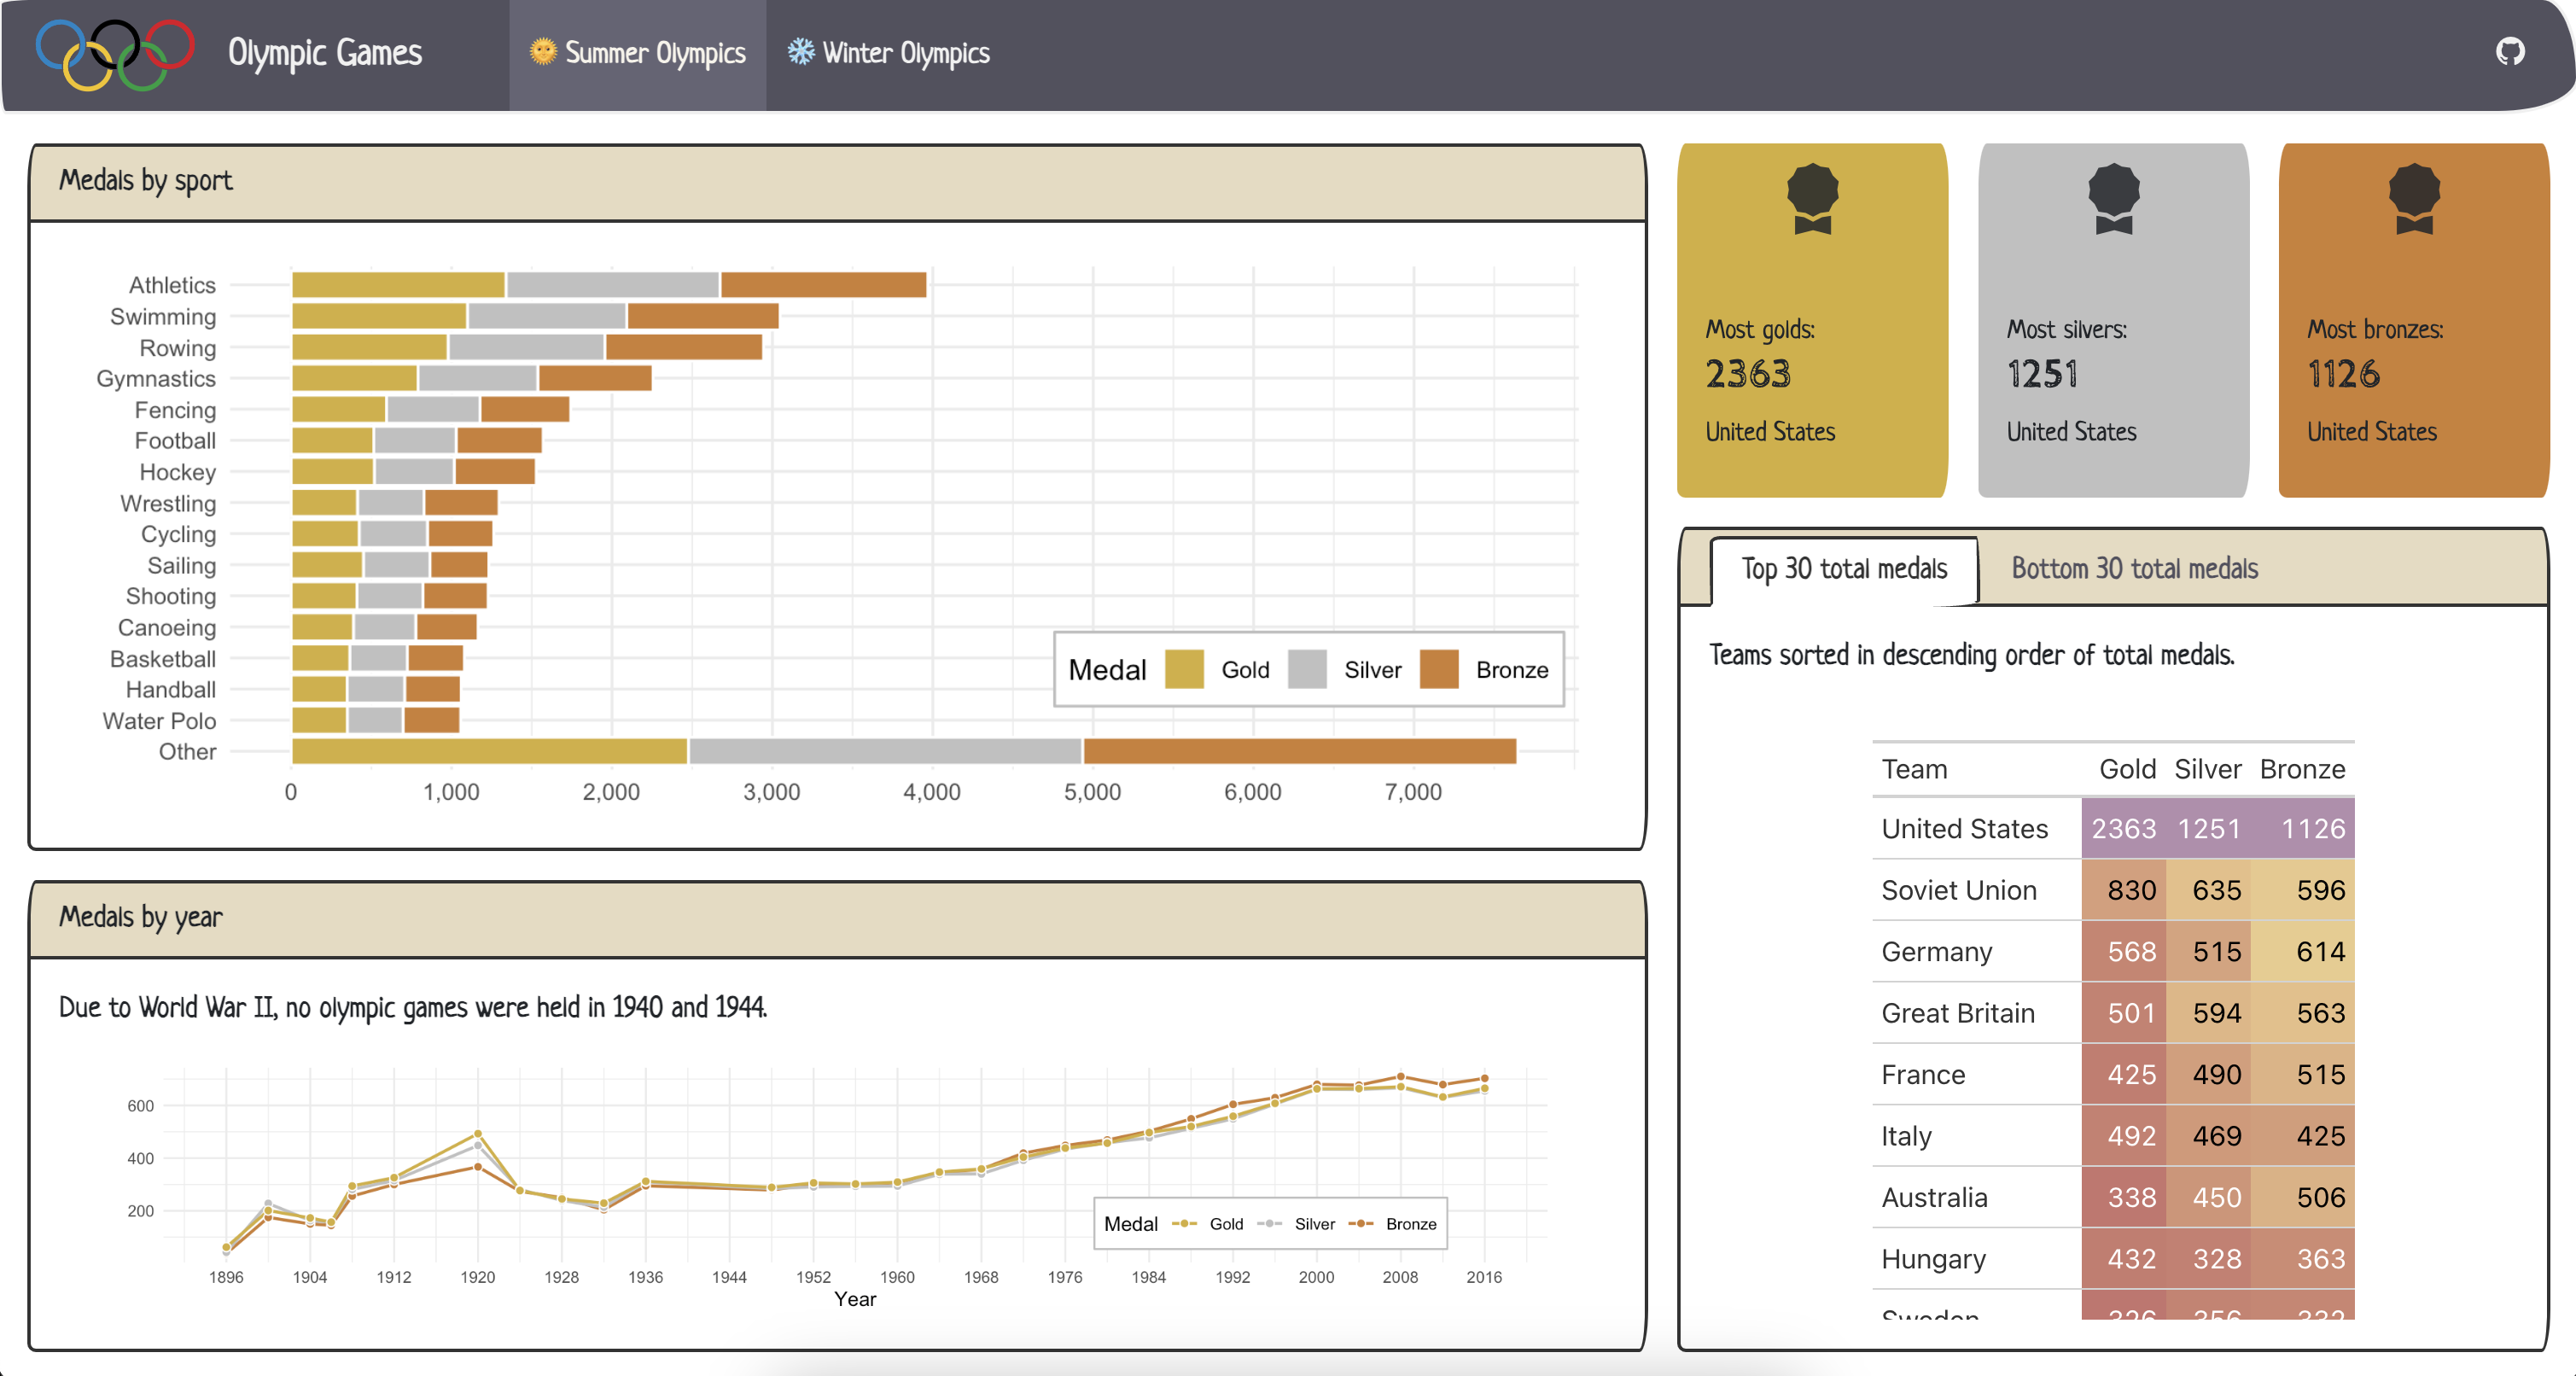 Olympic Games
🌞 Summer Olympics
❄️ Winter Olympics
Medals by sport
Athletics
Swimming
Rowing
Gymnastics
Fencing
Football
Hockey
Wrestling
Cycling
Sailing
Shooting
Canoeing
Basketball
Handball
Water Polo
Other
0 1,000 2,000 3,000 4,000 5,000 6,000 7,000
Medal Gold Silver Bronze
Medals by year
Due to World War II, no olympic games were held in 1940 and 1944.
600
400
200
1896 1904 1912 1920 1928 1936 1944 1952 1960 1968 1976 1984 1992 2000 2008 2016
Year
Medal Gold Silver Bronze
Most golds:
2363
United States
Most silvers:
1251
United States
Most bronzes:
1126
United States
Top 30 total medals
Bottom 30 total medals
Teams sorted in descending order of total medals.
Team Gold Silver Bronze
United States 2363 1251 1126
Soviet Union 830 635 596
Germany 568 515 614
Great Britain 501 594 563
France 425 490 515
Italy 492 469 425
Australia 338 450 506
Hungary 432 328 363
Sweden